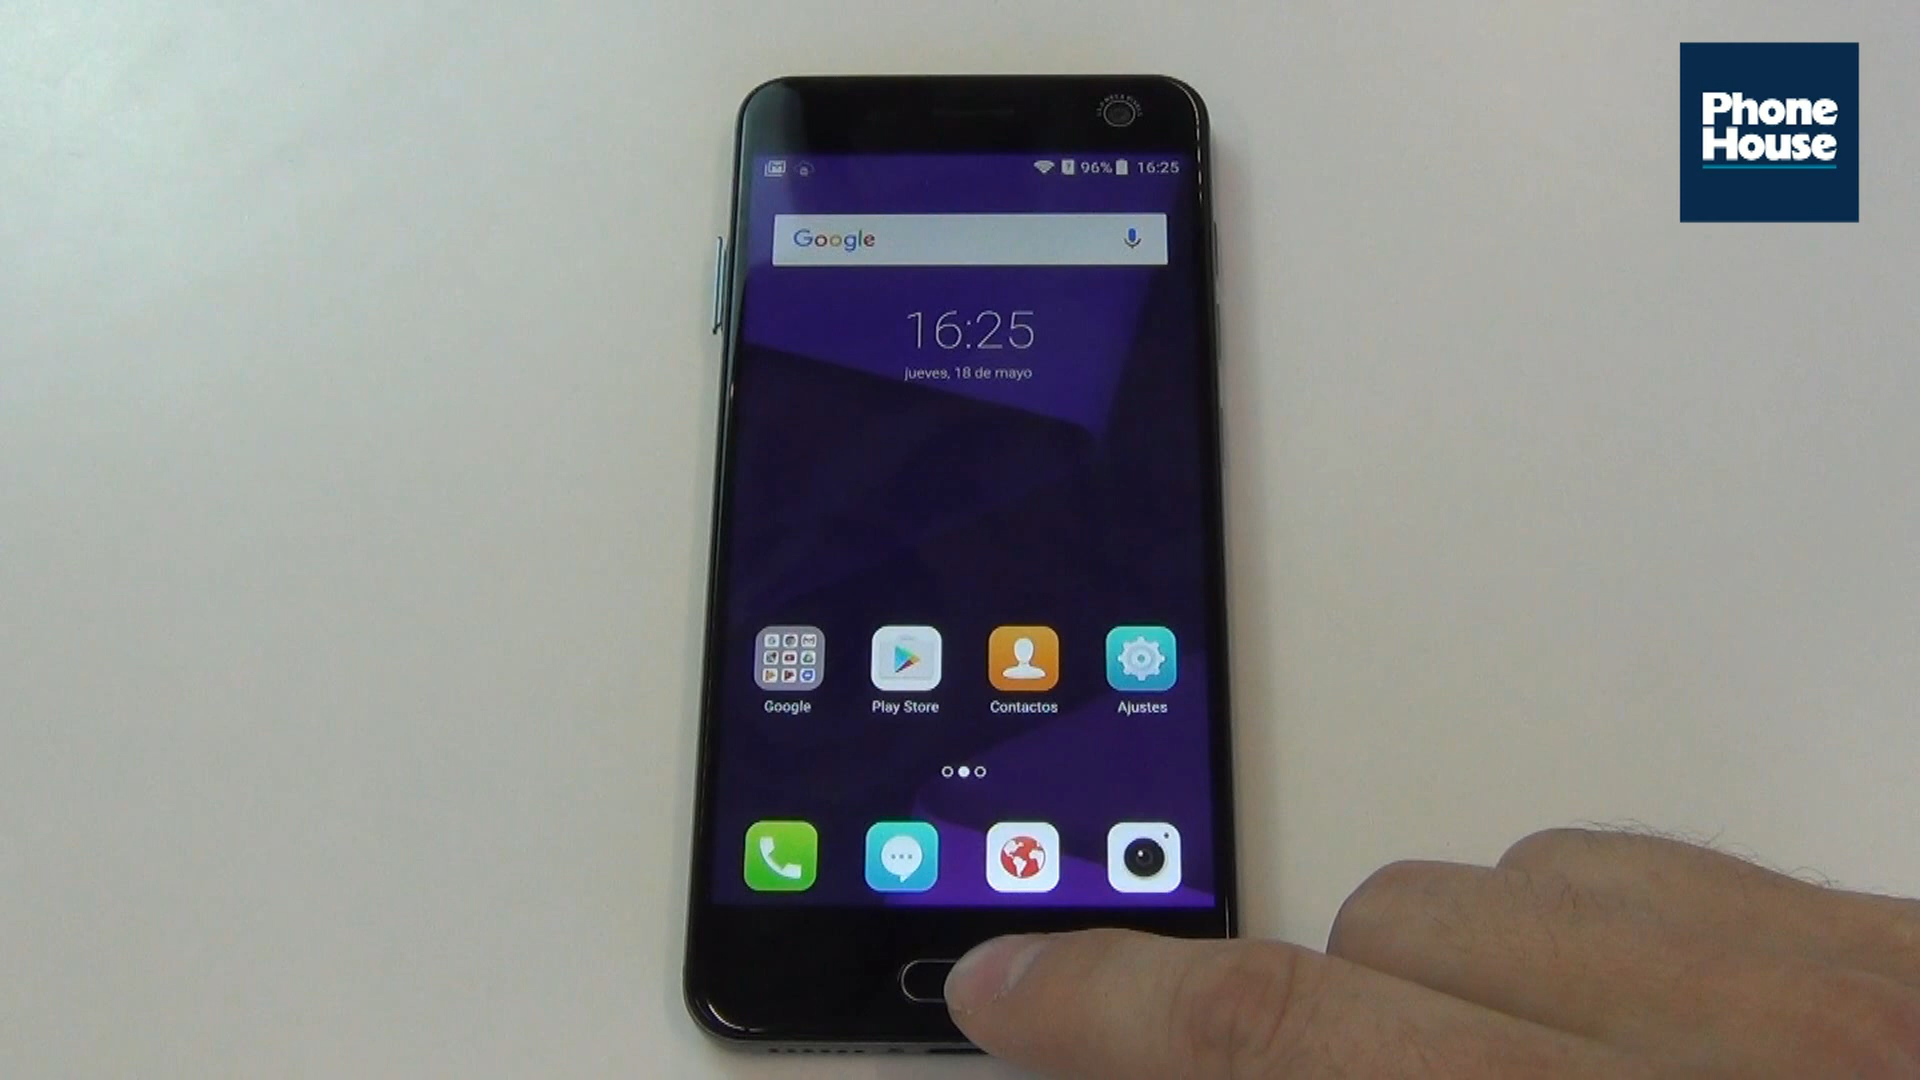 Phone
House
96% 16:25
Google
16:25
jueves, 18 de mayo
Google Play Store Contactos Ajustes